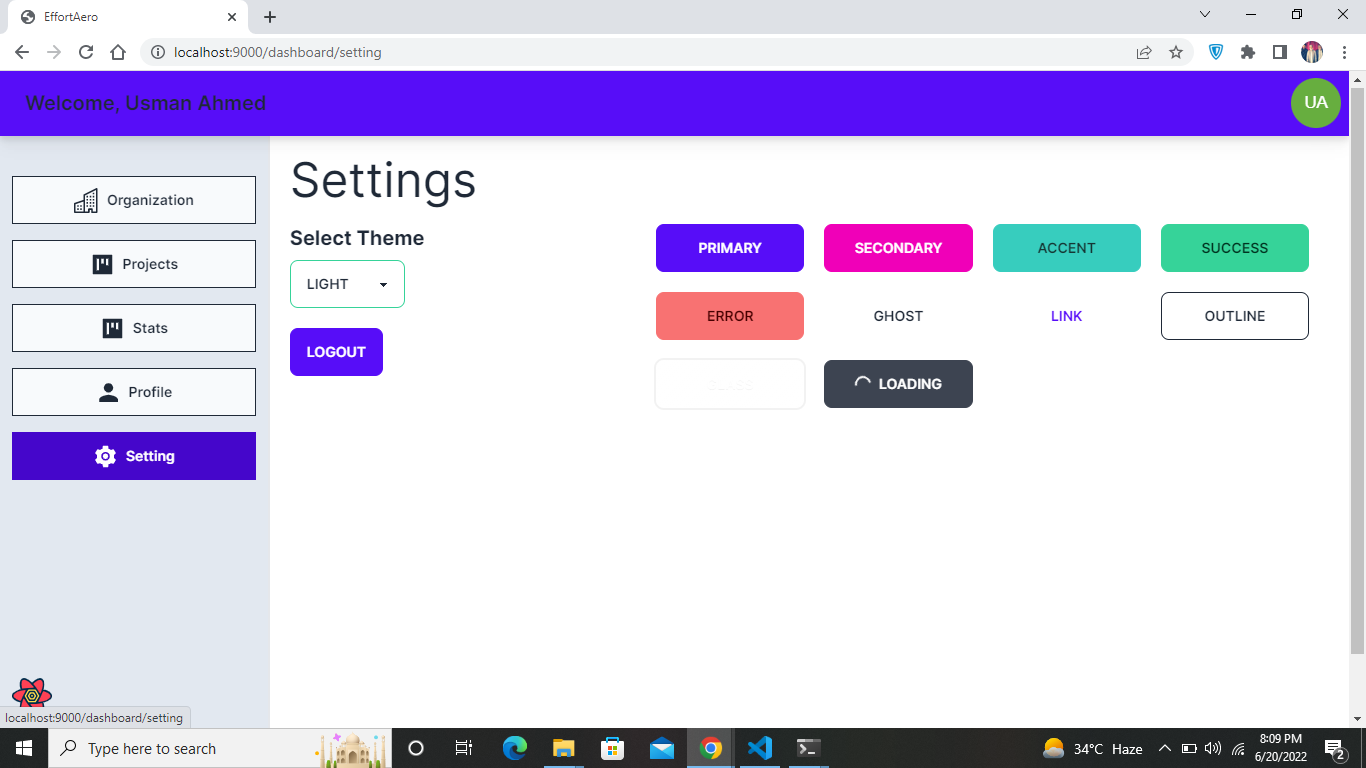 EffortAero
localhost:9000/dashboard/setting
Welcome, Usman Ahmed
UA
Organization
Projects
Stats
Profile
Setting
Settings
Select Theme
LIGHT
LOGOUT
PRIMARY SECONDARY ACCENT SUCCESS
ERROR GHOST LINK OUTLINE
LOADING
localhost:9000/dashboard/setting
Type here to search
34°C Haze
8:09 PM
6/20/2022
2